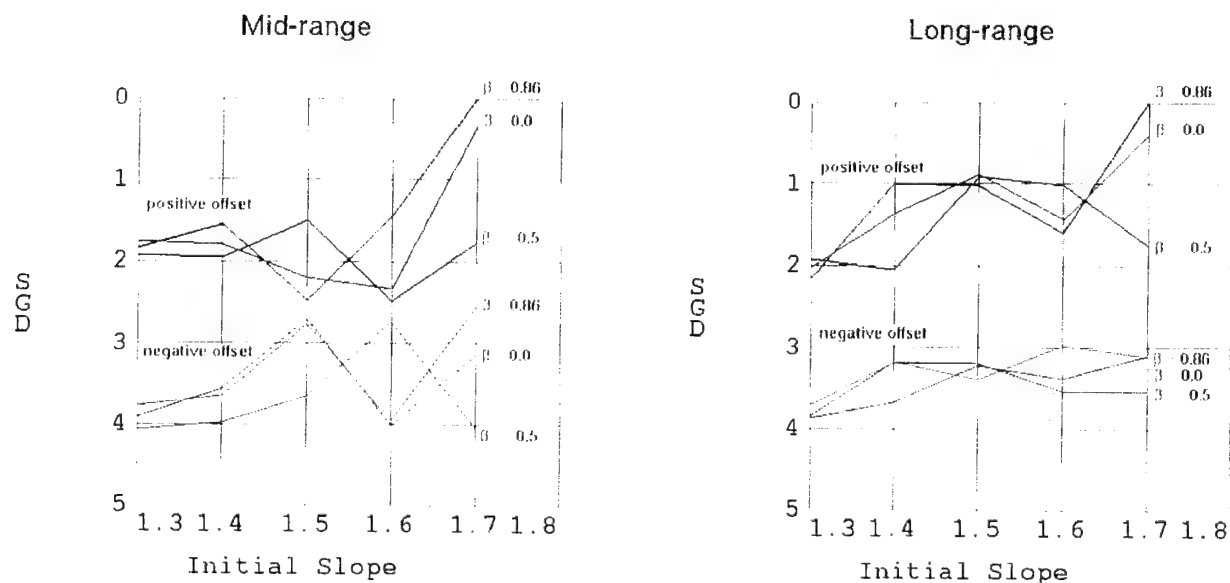 Mid-range
0
1
2
3
4
5
S
G
D
positive offset
negative offset
β 0.86
3 0.0
β 0.5
3 0.86
β 0.0
β 0.5
1.3 1.4 1.5 1.6 1.7 1.8
Initial Slope
Long-range
0
1
2
3
4
5
S
G
D
positive offset
negative offset
3 0.86
β 0.0
β 0.5
β 0.86
3 0.0
3 0.5
1.3 1.4 1.5 1.6 1.7 1.8
Initial Slope